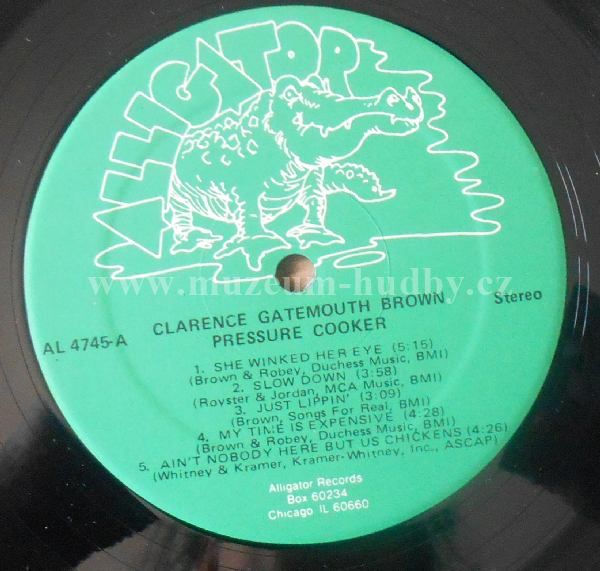 ALLIGATOR
www.muzeum-hudby.cz
AL 4745-A
CLARENCE GATEMOUTH BROWN
PRESSURE COOKER
Stereo
1. SHE WINKED HER EYE (5:15)
(Brown & Robey, Duchess Music, BMI)
2. SLOW DOWN (3:58)
(Royster & Jordan, MCA Music, BMI)
3. JUST LIPPIN' (3:09)
(Brown, Songs For Real, BMI)
4. MY TIME IS EXPENSIVE (4:28)
(Brown & Robey, Duchess Music, BMI)
5. AIN'T NOBODY HERE BUT US CHICKENS (4:26)
(Whitney & Kramer, Kramer-Whitney, Inc., ASCAP)
Alligator Records
Box 60234
Chicago IL 60660